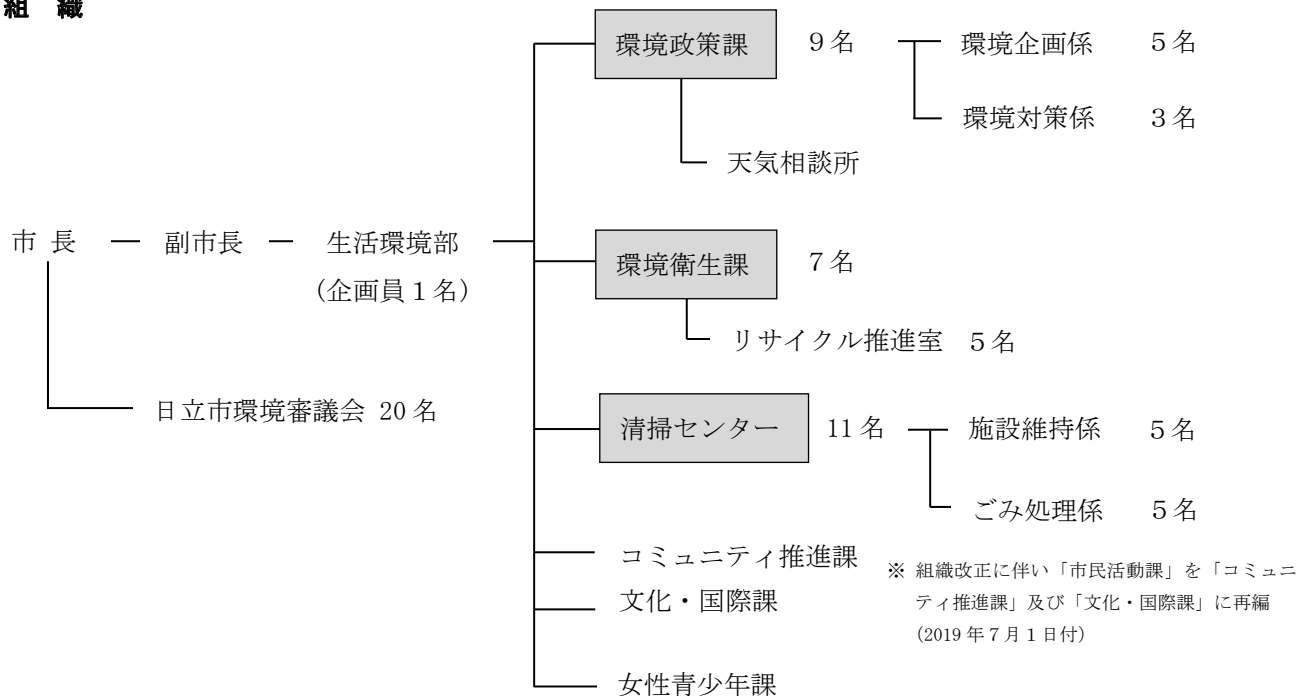 組 織
環境政策課 9名 環境企画係 5名
環境対策係 3名
天気相談所
市 長 副市長 生活環境部
(企画員1名)
環境衛生課 7名
リサイクル推進室 5名
日立市環境審議会 20名
清掃センター 11名 施設維持係 5名
ごみ処理係 5名
コミュニティ推進課
文化・国際課
※ 組織改正に伴い「市民活動課」を「コミュニ
ティ推進課」及び「文化・国際課」に再編
(2019年7月1日付)
女性青少年課